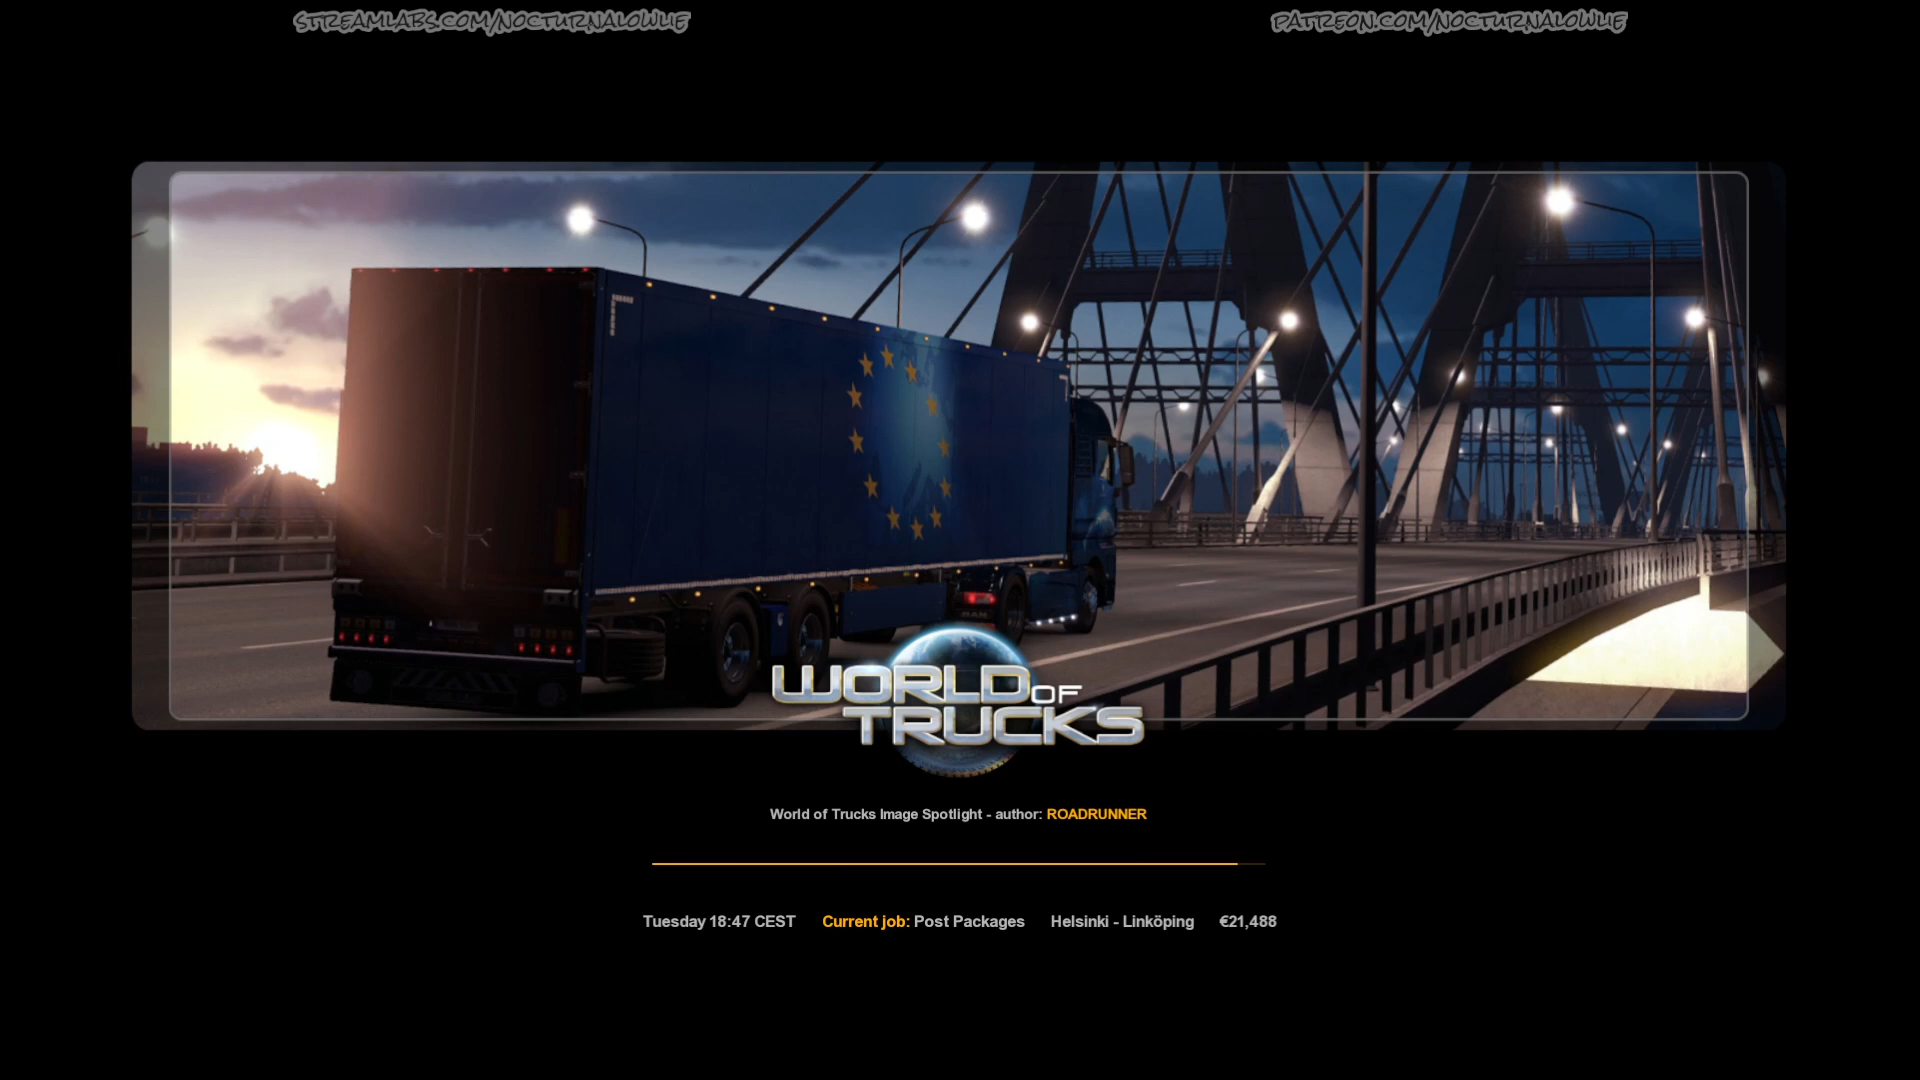 STREAMLABS.COM/NOCTURNALOWLIE
PATREON.COM/NOCTURNALOWLIE
MAN
WORLD OF
TRUCKS
World of Trucks Image Spotlight - author: ROADRUNNER
Tuesday 18:47 CEST Current job: Post Packages Helsinki - Linköping €21,488